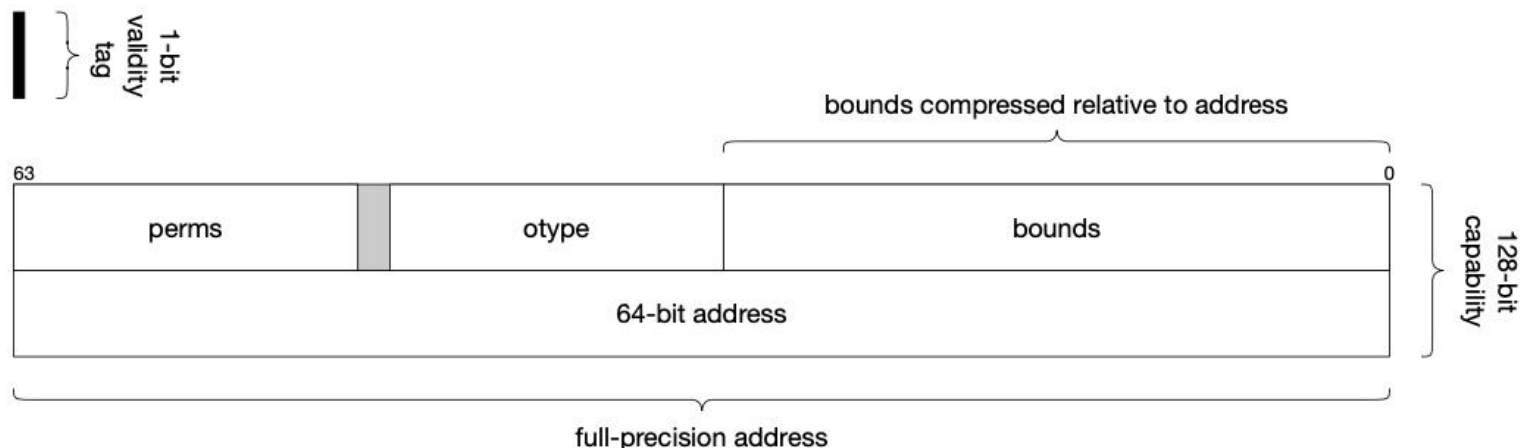 1-bit
validity
tag
bounds compressed relative to address
63
0
perms
otype
bounds
128-bit
capability
64-bit address
full-precision address